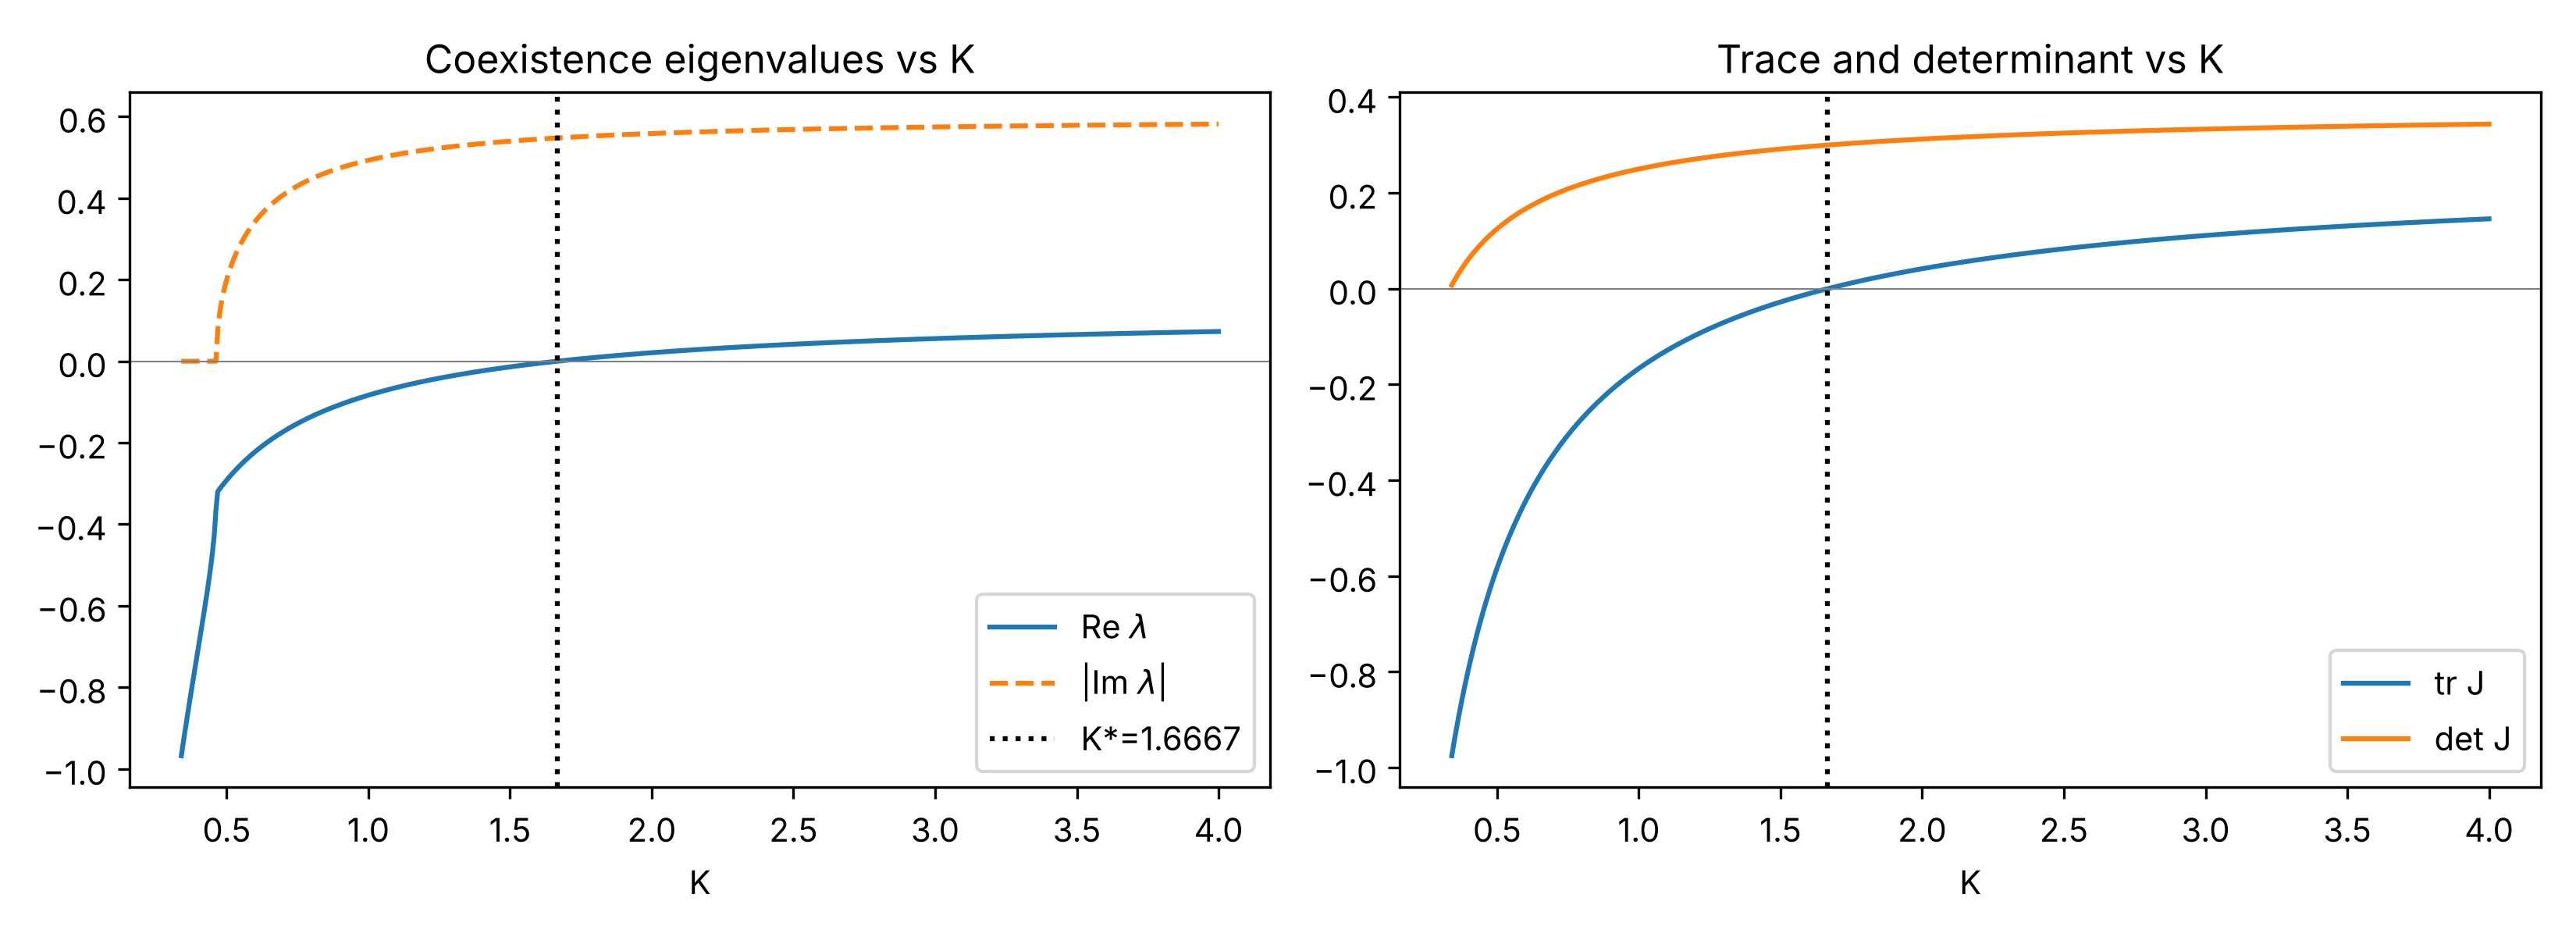 Coexistence eigenvalues vs K
0.6
0.4
0.2
0.0
−0.2
−0.4
−0.6
−0.8
−1.0
0.5 1.0 1.5 2.0 2.5 3.0 3.5 4.0
K
Re λ
|Im λ|
K*=1.6667
Trace and determinant vs K
0.4
0.2
0.0
−0.2
−0.4
−0.6
−0.8
−1.0
0.5 1.0 1.5 2.0 2.5 3.0 3.5 4.0
K
tr J
det J